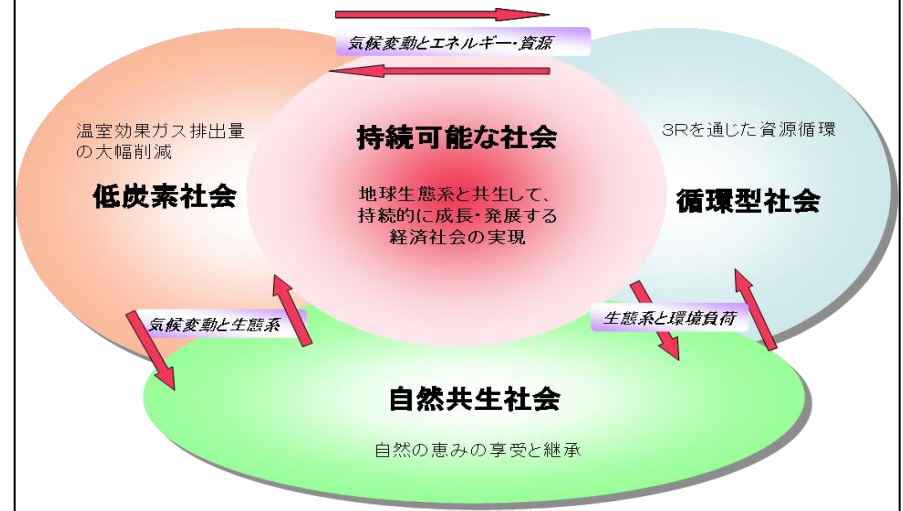 気候変動とエネルギー・資源
温室効果ガス排出量
の大幅削減
低炭素社会
持続可能な社会
地球生態系と共生して、
持続的に成長・発展する
経済社会の実現
3Rを通じた資源循環
循環型社会
気候変動と生態系
生態系と環境負荷
自然共生社会
自然の恵みの享受と継承